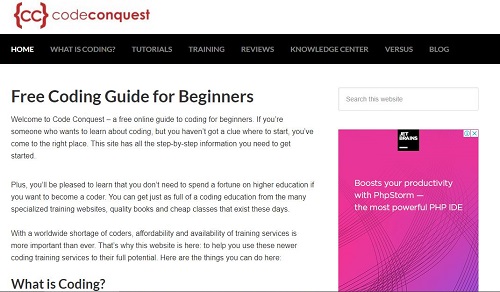 {cc} codeconquest
HOME WHAT IS CODING? TUTORIALS TRAINING REVIEWS KNOWLEDGE CENTER VERSUS BLOG
Free Coding Guide for Beginners
Welcome to Code Conquest – a free online guide to coding for beginners. If you're
someone who wants to learn about coding, but you haven't got a clue where to start, you've
come to the right place. This site has all the step-by-step information you need to get
started.
Plus, you'll be pleased to learn that you don't need to spend a fortune on higher education if
you want to become a coder. You can get just as full of a coding education from the many
specialized training websites, quality books and cheap classes that exist these days.
With a worldwide shortage of coders, affordability and availability of training services is
more important than ever. That's why this website is here: to help you use these newer
coding training services to their full potential. Here are the things you can do here:
What is Coding?
Search this website
JET
BRAINS
Boosts your productivity
with PhpStorm —
the most powerful PHP IDE